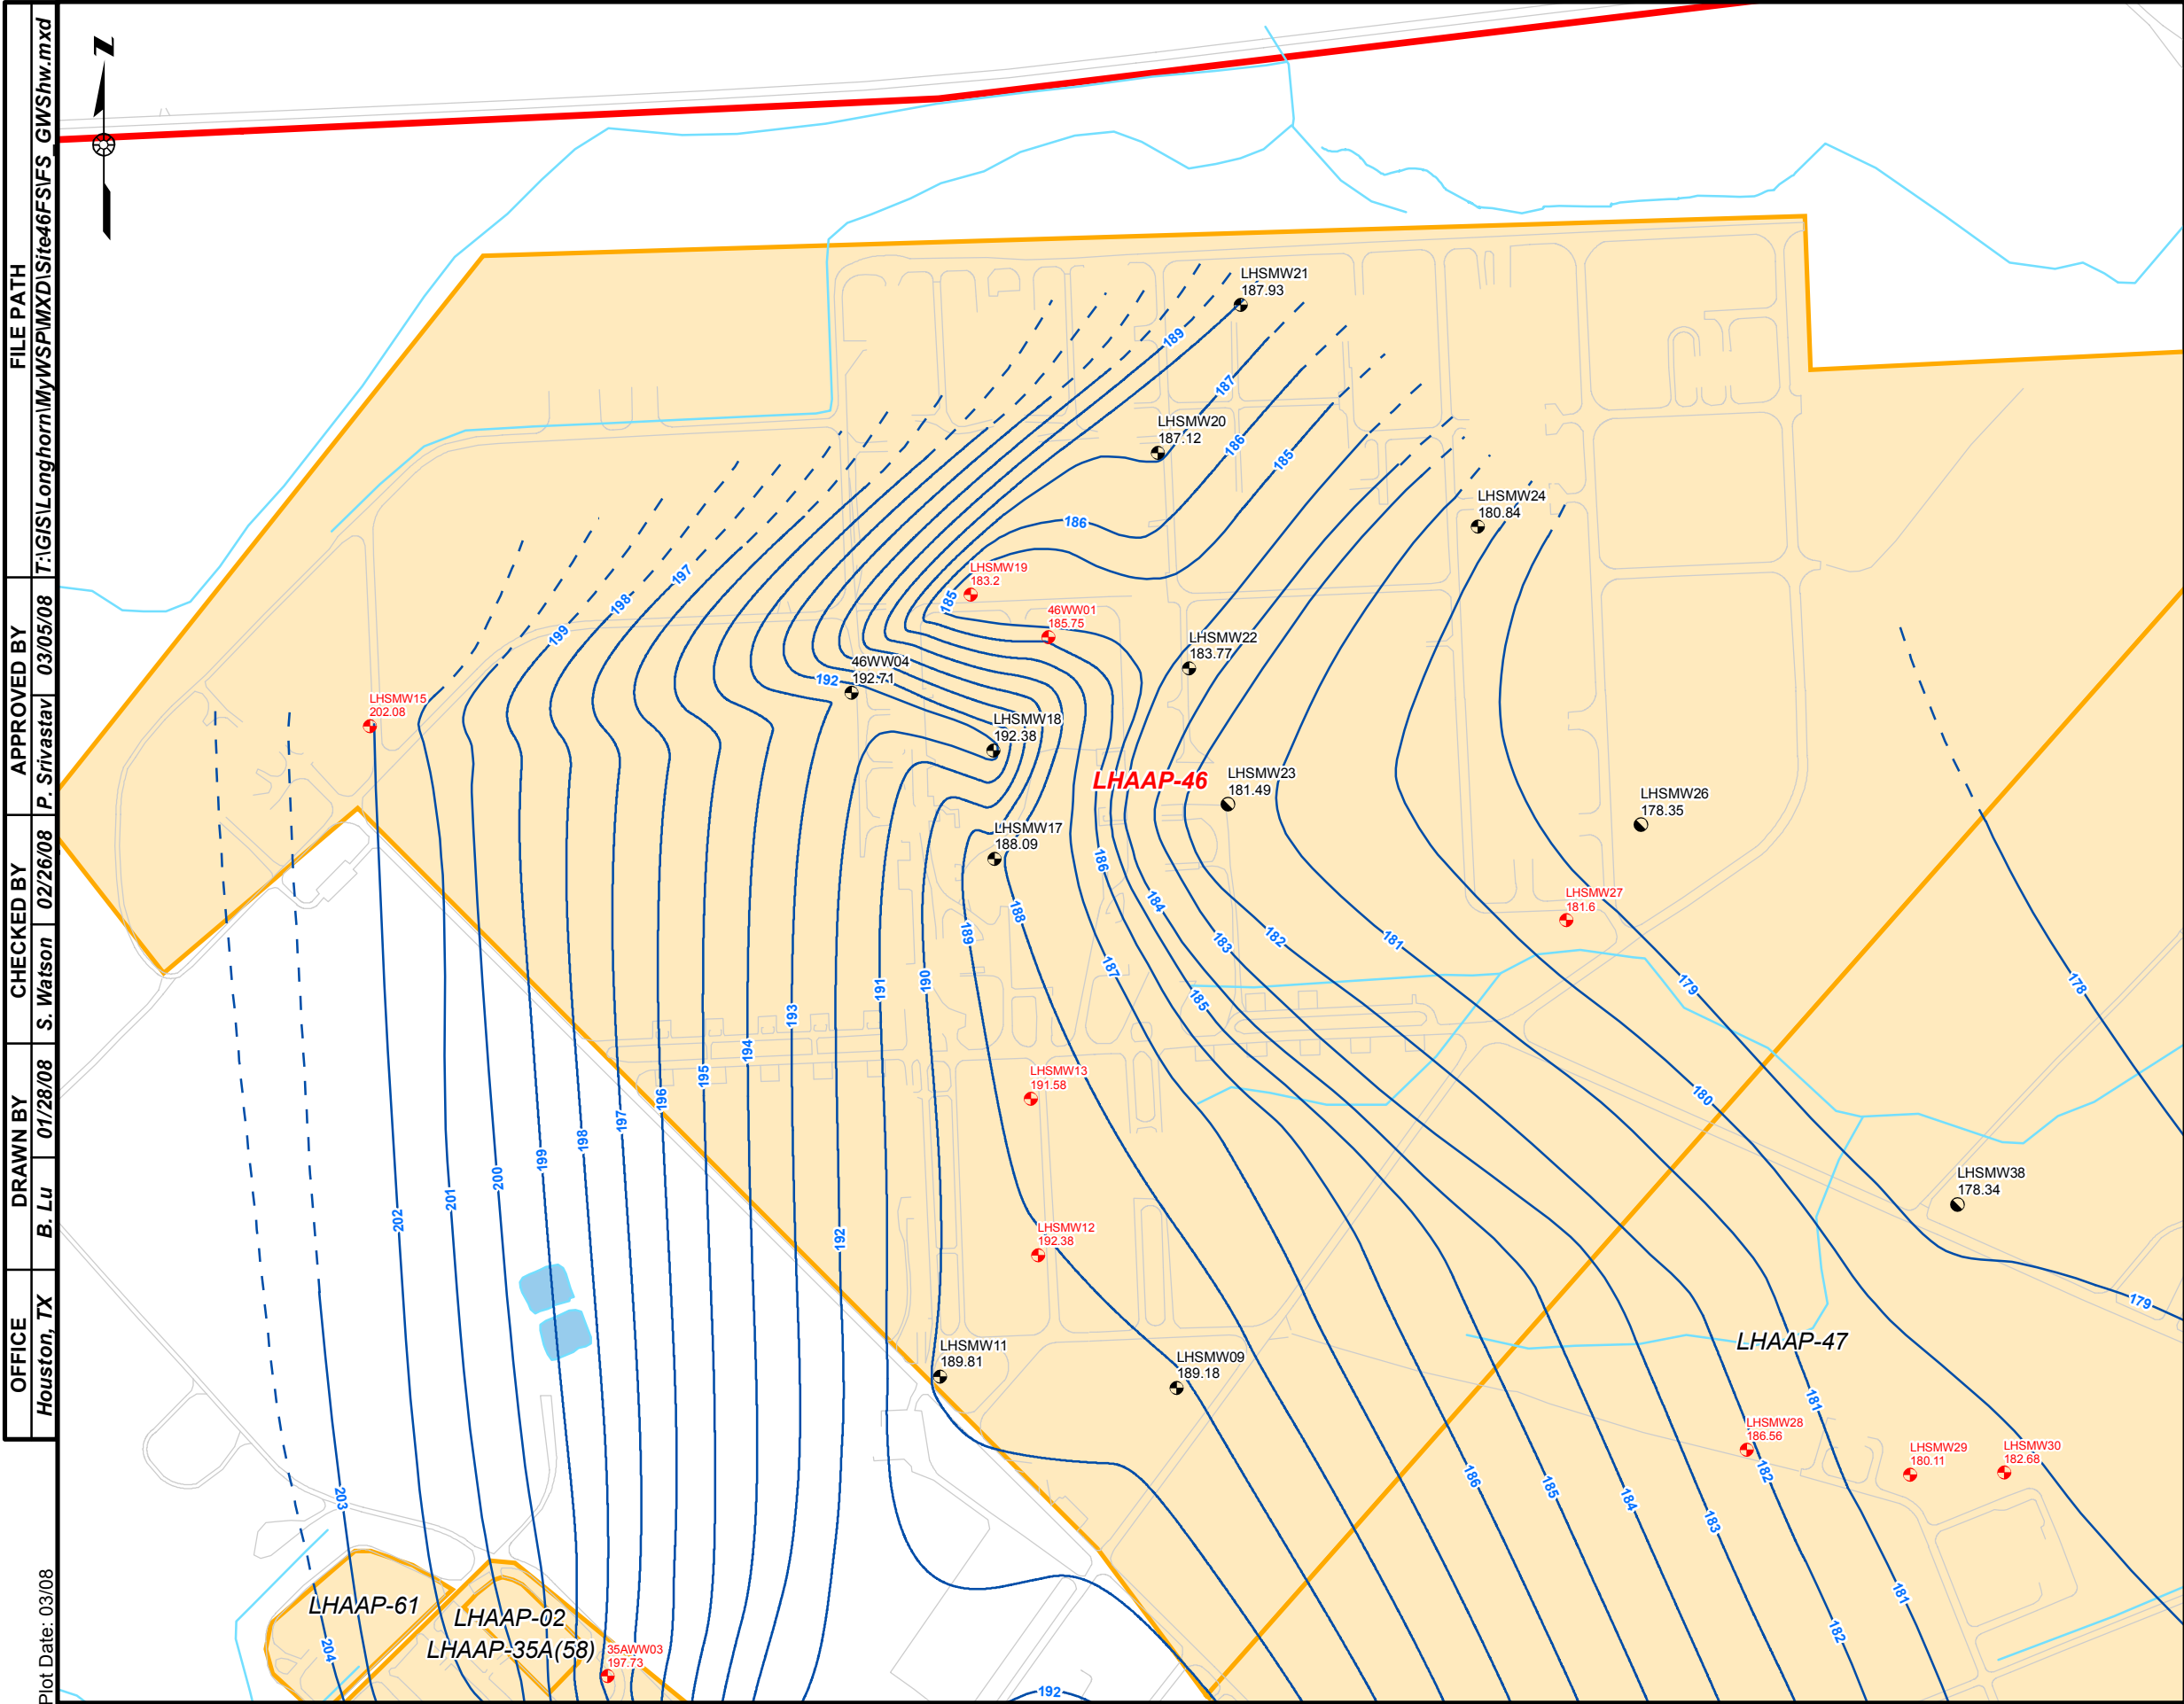 FILE PATH
T:\GIS\Longhorn\MyWSP\MXD\Site46FS\FS_GWShw.mxd
APPROVED BY
P. Srivastav 03/05/08
CHECKED BY
S. Watson 02/26/08
DRAWN BY
B. Lu 01/28/08
OFFICE
Houston, TX
Plot Date: 03/08
N
LHSMW21
187.93
189
187
LHSMW20
187.12
186
185
LHSMW24
180.84
186
197
LHSMW19
183.2
185
198
46WW01
185.75
199
LHSMW22
183.77
46WW04
192.71
192
LHSMW15
202.08
LHSMW18
192.38
LHAAP-46
LHSMW23
181.49
LHSMW26
178.35
LHSMW17
188.09
186
184
LHSMW27
181.6
188
189
183
182
181
187
190
191
179
178
185
193
194
195
LHSMW13
191.58
180
196
197
198
199
200
201
202
LHSMW38
178.34
LHSMW12
192.38
192
179
LHAAP-47
LHSMW11
189.81
LHSMW09
189.18
181
LHSMW28
186.56
LHSMW29
180.11
LHSMW30
182.68
186
185
184
183
182
203
181
LHAAP-61
LHAAP-02
LHAAP-35A(58)
182
204
35AWW03
197.73
192